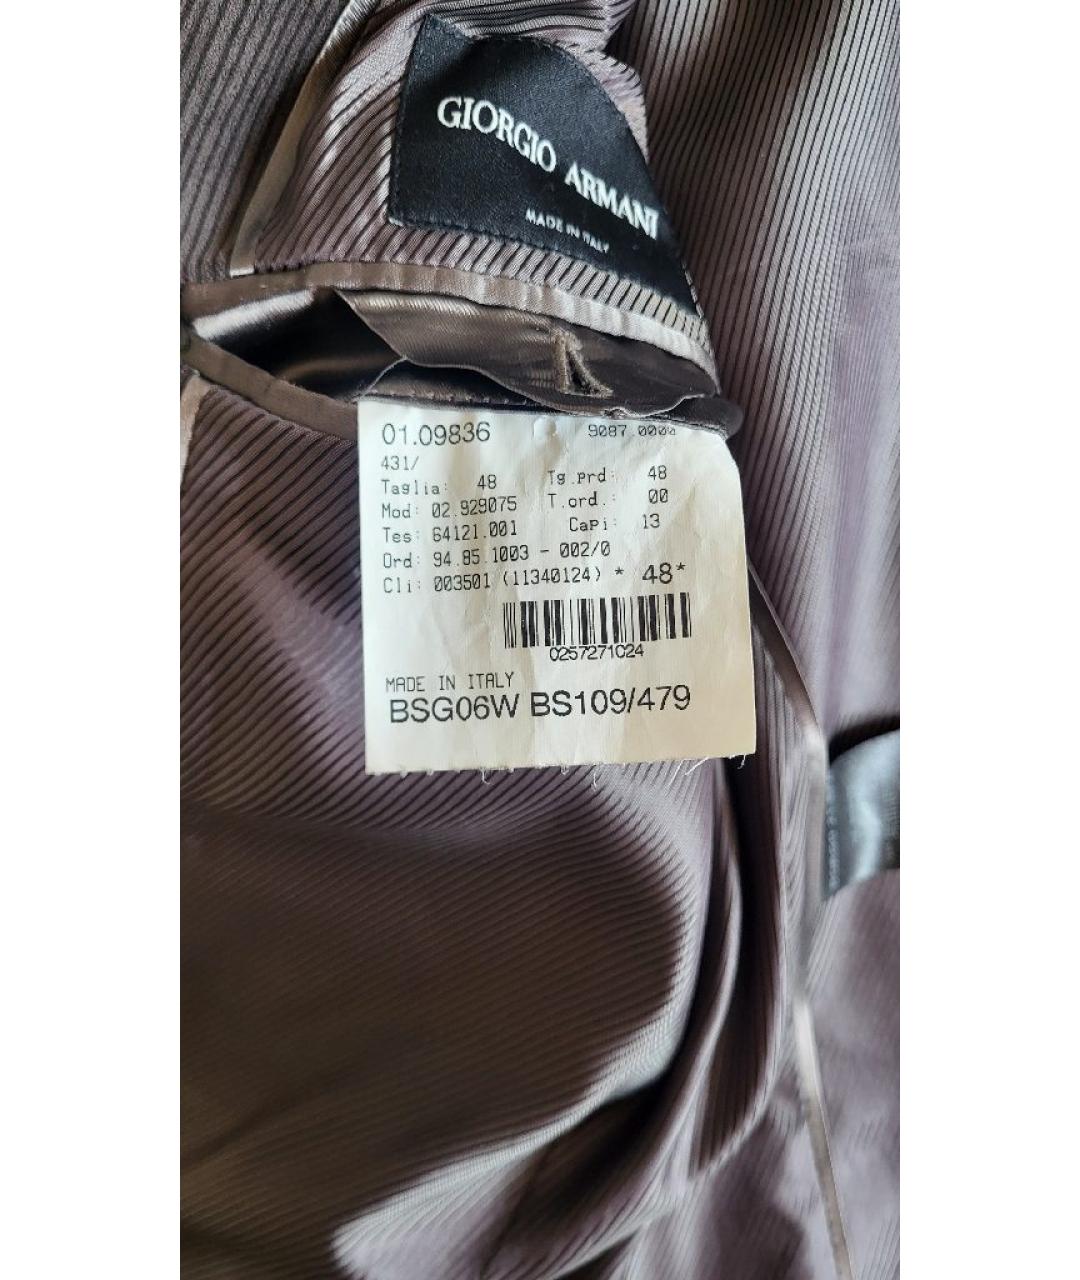 GIORGIO ARMANI
MADE IN ITALY
01.09836 9087.0000
431/
Taglia: 48 Tg.prd: 48
Mod: 02.929075 T.ord.: 00
Tes: 64121.001 Capi: 13
Ord: 94.85.1003 - 002/0
Cli: 003501 (11340124) * 48*
0257271024
MADE IN ITALY
BSG06W BS109/479